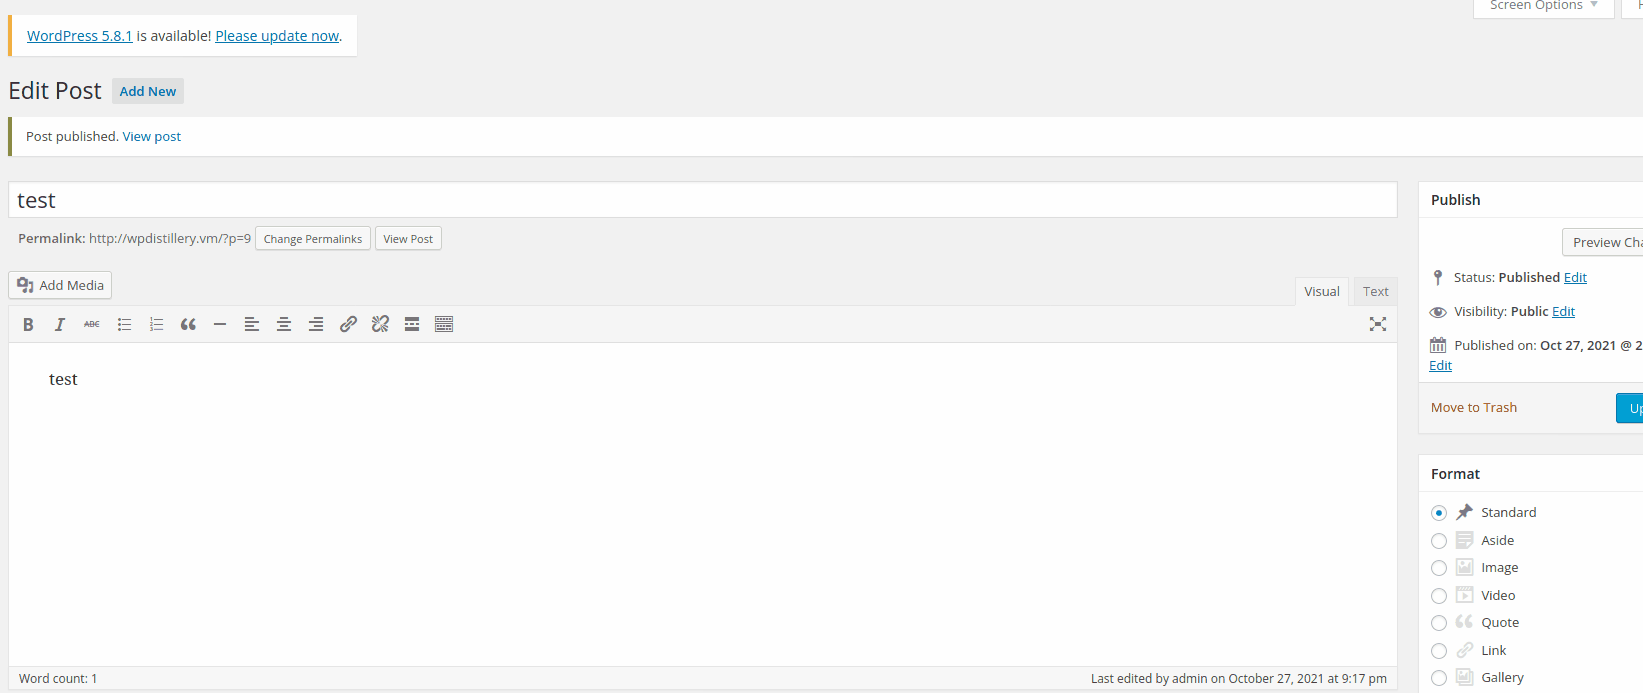 Screen Options
WordPress 5.8.1 is available! Please update now.
Edit Post Add New
Post published. View post
test
Permalink: http://wpdistillery.vm/?p=9 Change Permalinks View Post
Add Media
Visual Text
B I ABC
test
Word count: 1
Last edited by admin on October 27, 2021 at 9:17 pm
Publish
Preview Cha
Status: Published Edit
Visibility: Public Edit
Published on: Oct 27, 2021 @ 2
Edit
Move to Trash
Up
Format
Standard
Aside
Image
Video
Quote
Link
Gallery